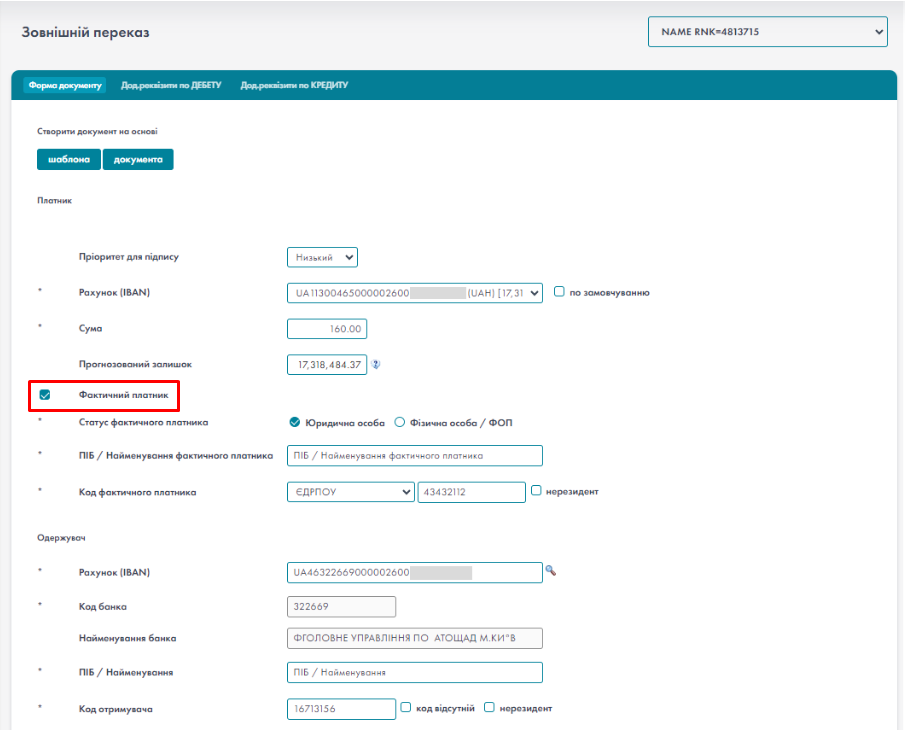 Зовнішній переказ
NAME RNK=4813715
Форма документу Дод.реквізити по ДЕБЕТУ Дод.реквізити по КРЕДИТУ
Створити документ на основі
шаблона документа
Платник
Пріоритет для підпису Низький
* Рахунок (IBAN) UA11300465000002600 (UAH) [17,31 по замовчуванню
* Сума 160.00
Прогнозований залишок 17,318,484.37
Фактичний платник
* Статус фактичного платника Юридична особа Фізична особа / ФОП
* ПІБ / Найменування фактичного платника ПІБ / Найменування фактичного платника
* Код фактичного платника ЄДРПОУ 43432112 нерезидент
Одержувач
* Рахунок (IBAN) UA46322669000002600
* Код банка 322669
Найменування банка ФГОЛОВНЕ УПРАВЛІННЯ ПО АТОЩАД М.КИ"В
* ПІБ / Найменування ПІБ / Найменування
* Код отримувача 16713156 код відсутній нерезидент